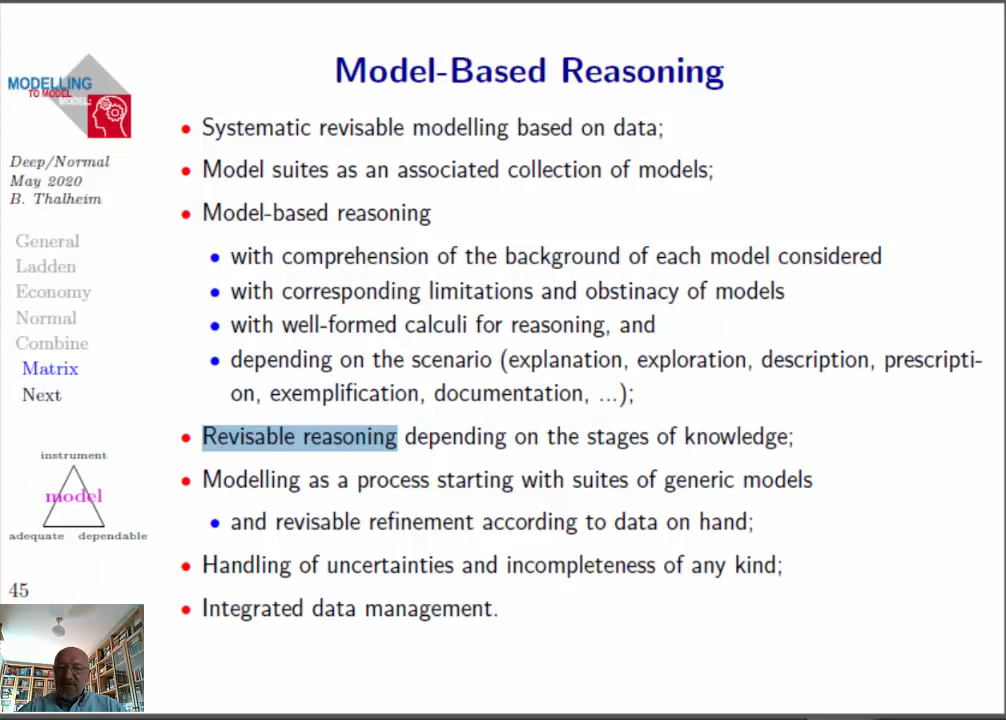 Model-Based Reasoning
MODELLING
TO MODEL
MODEL:
Deep/Normal
May 2020
B. Thalheim
General
Ladden
Economy
Normal
Combine
Matrix
Next
instrument
model
adequate dependable
45
• Systematic revisable modelling based on data;
• Model suites as an associated collection of models;
• Model-based reasoning
• with comprehension of the background of each model considered
• with corresponding limitations and obstinacy of models
• with well-formed calculi for reasoning, and
• depending on the scenario (explanation, exploration, description, prescripti-
on, exemplification, documentation, ...);
• Revisable reasoning depending on the stages of knowledge;
• Modelling as a process starting with suites of generic models
• and revisable refinement according to data on hand;
• Handling of uncertainties and incompleteness of any kind;
• Integrated data management.